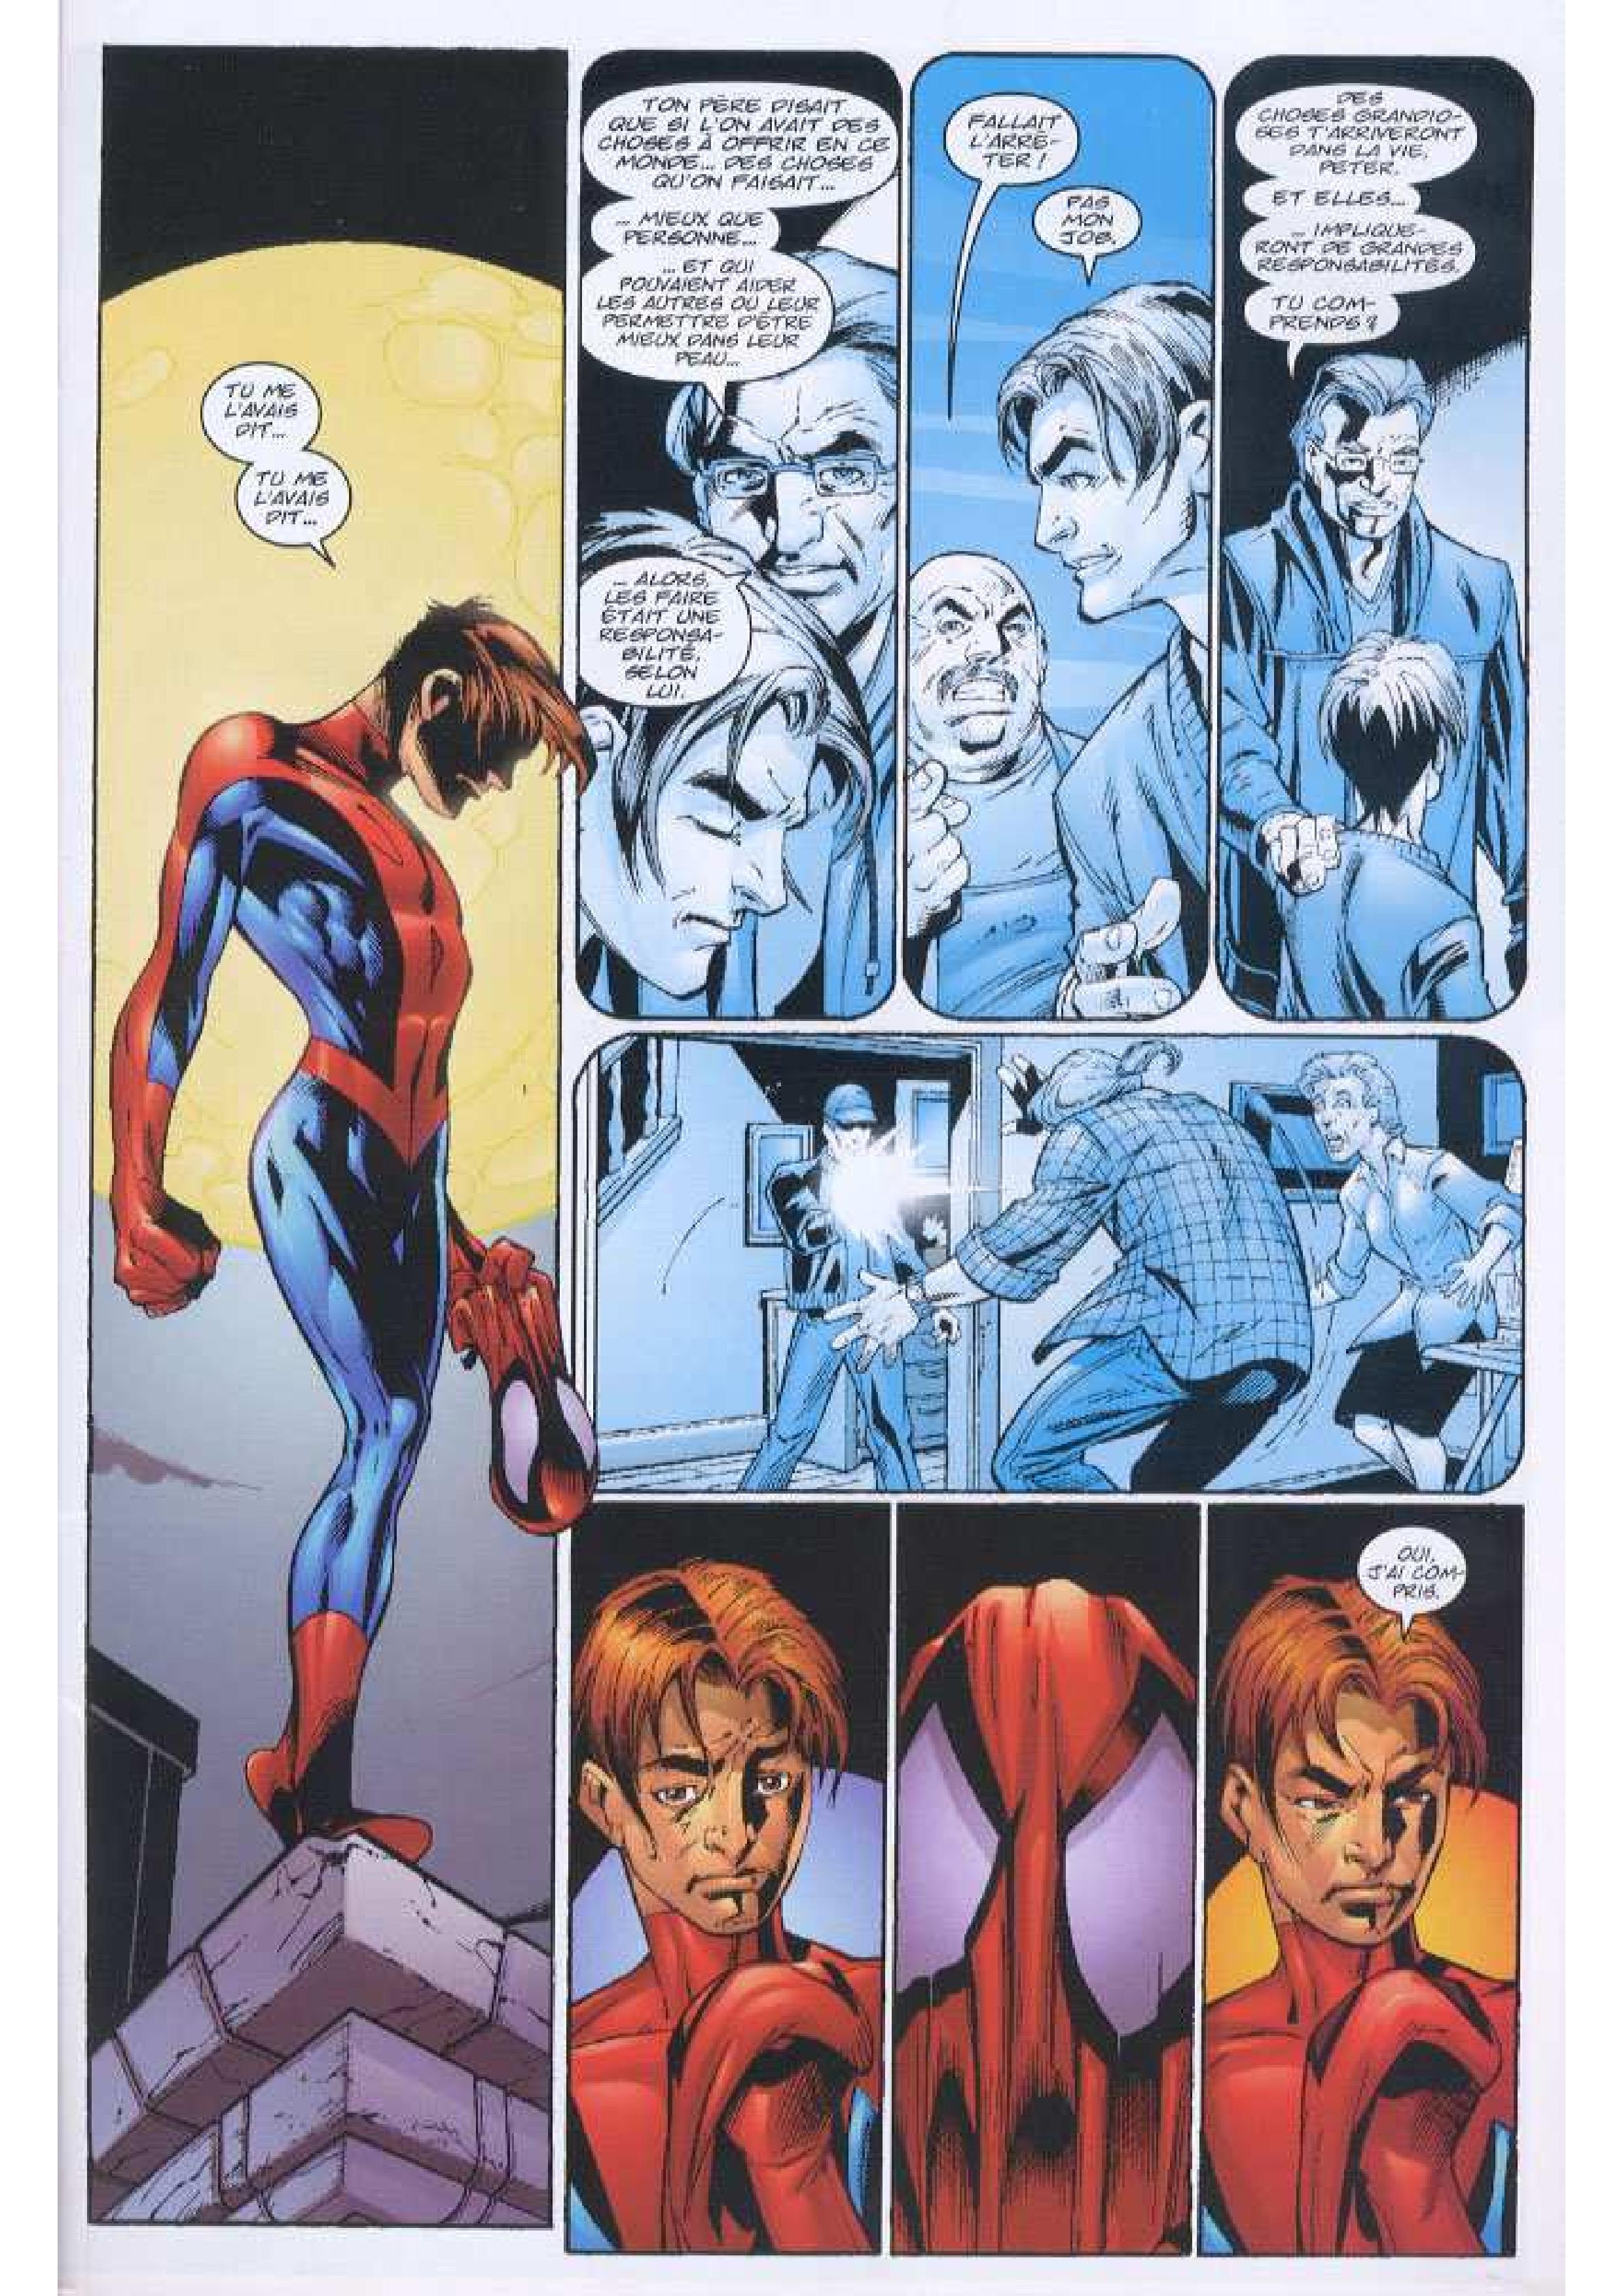 TU ME
L'AVAIS
DIT...
TU ME
L'AVAIS
DIT...
TON PÈRE DISAIT
QUE SI L'ON AVAIT DES
CHOSES À OFFRIR EN CE
MONDE... DES CHOSES
QU'ON FAISAIT...
... MIEUX QUE
PERSONNE...
... ET QUI
POUVAIENT AIDER
LES AUTRES OU LEUR
PERMETTRE D'ÊTRE
MIEUX DANS LEUR
PEAU...
... ALORS,
LES FAIRE
ÉTAIT UNE
RESPONSA-
BILITÉ,
SELON
LUI.
FALLAIT
L'ARRÊ-
TER !
PAS
MON
JOB.
DES
CHOSES GRANDIO-
SES T'ARRIVERONT
DANS LA VIE,
PETER.
ET ELLES...
... IMPLIQUE-
RONT DE GRANDES
RESPONSABILITÉS.
TU COM-
PRENDS ?
OUI,
J'AI COM-
PRIS.